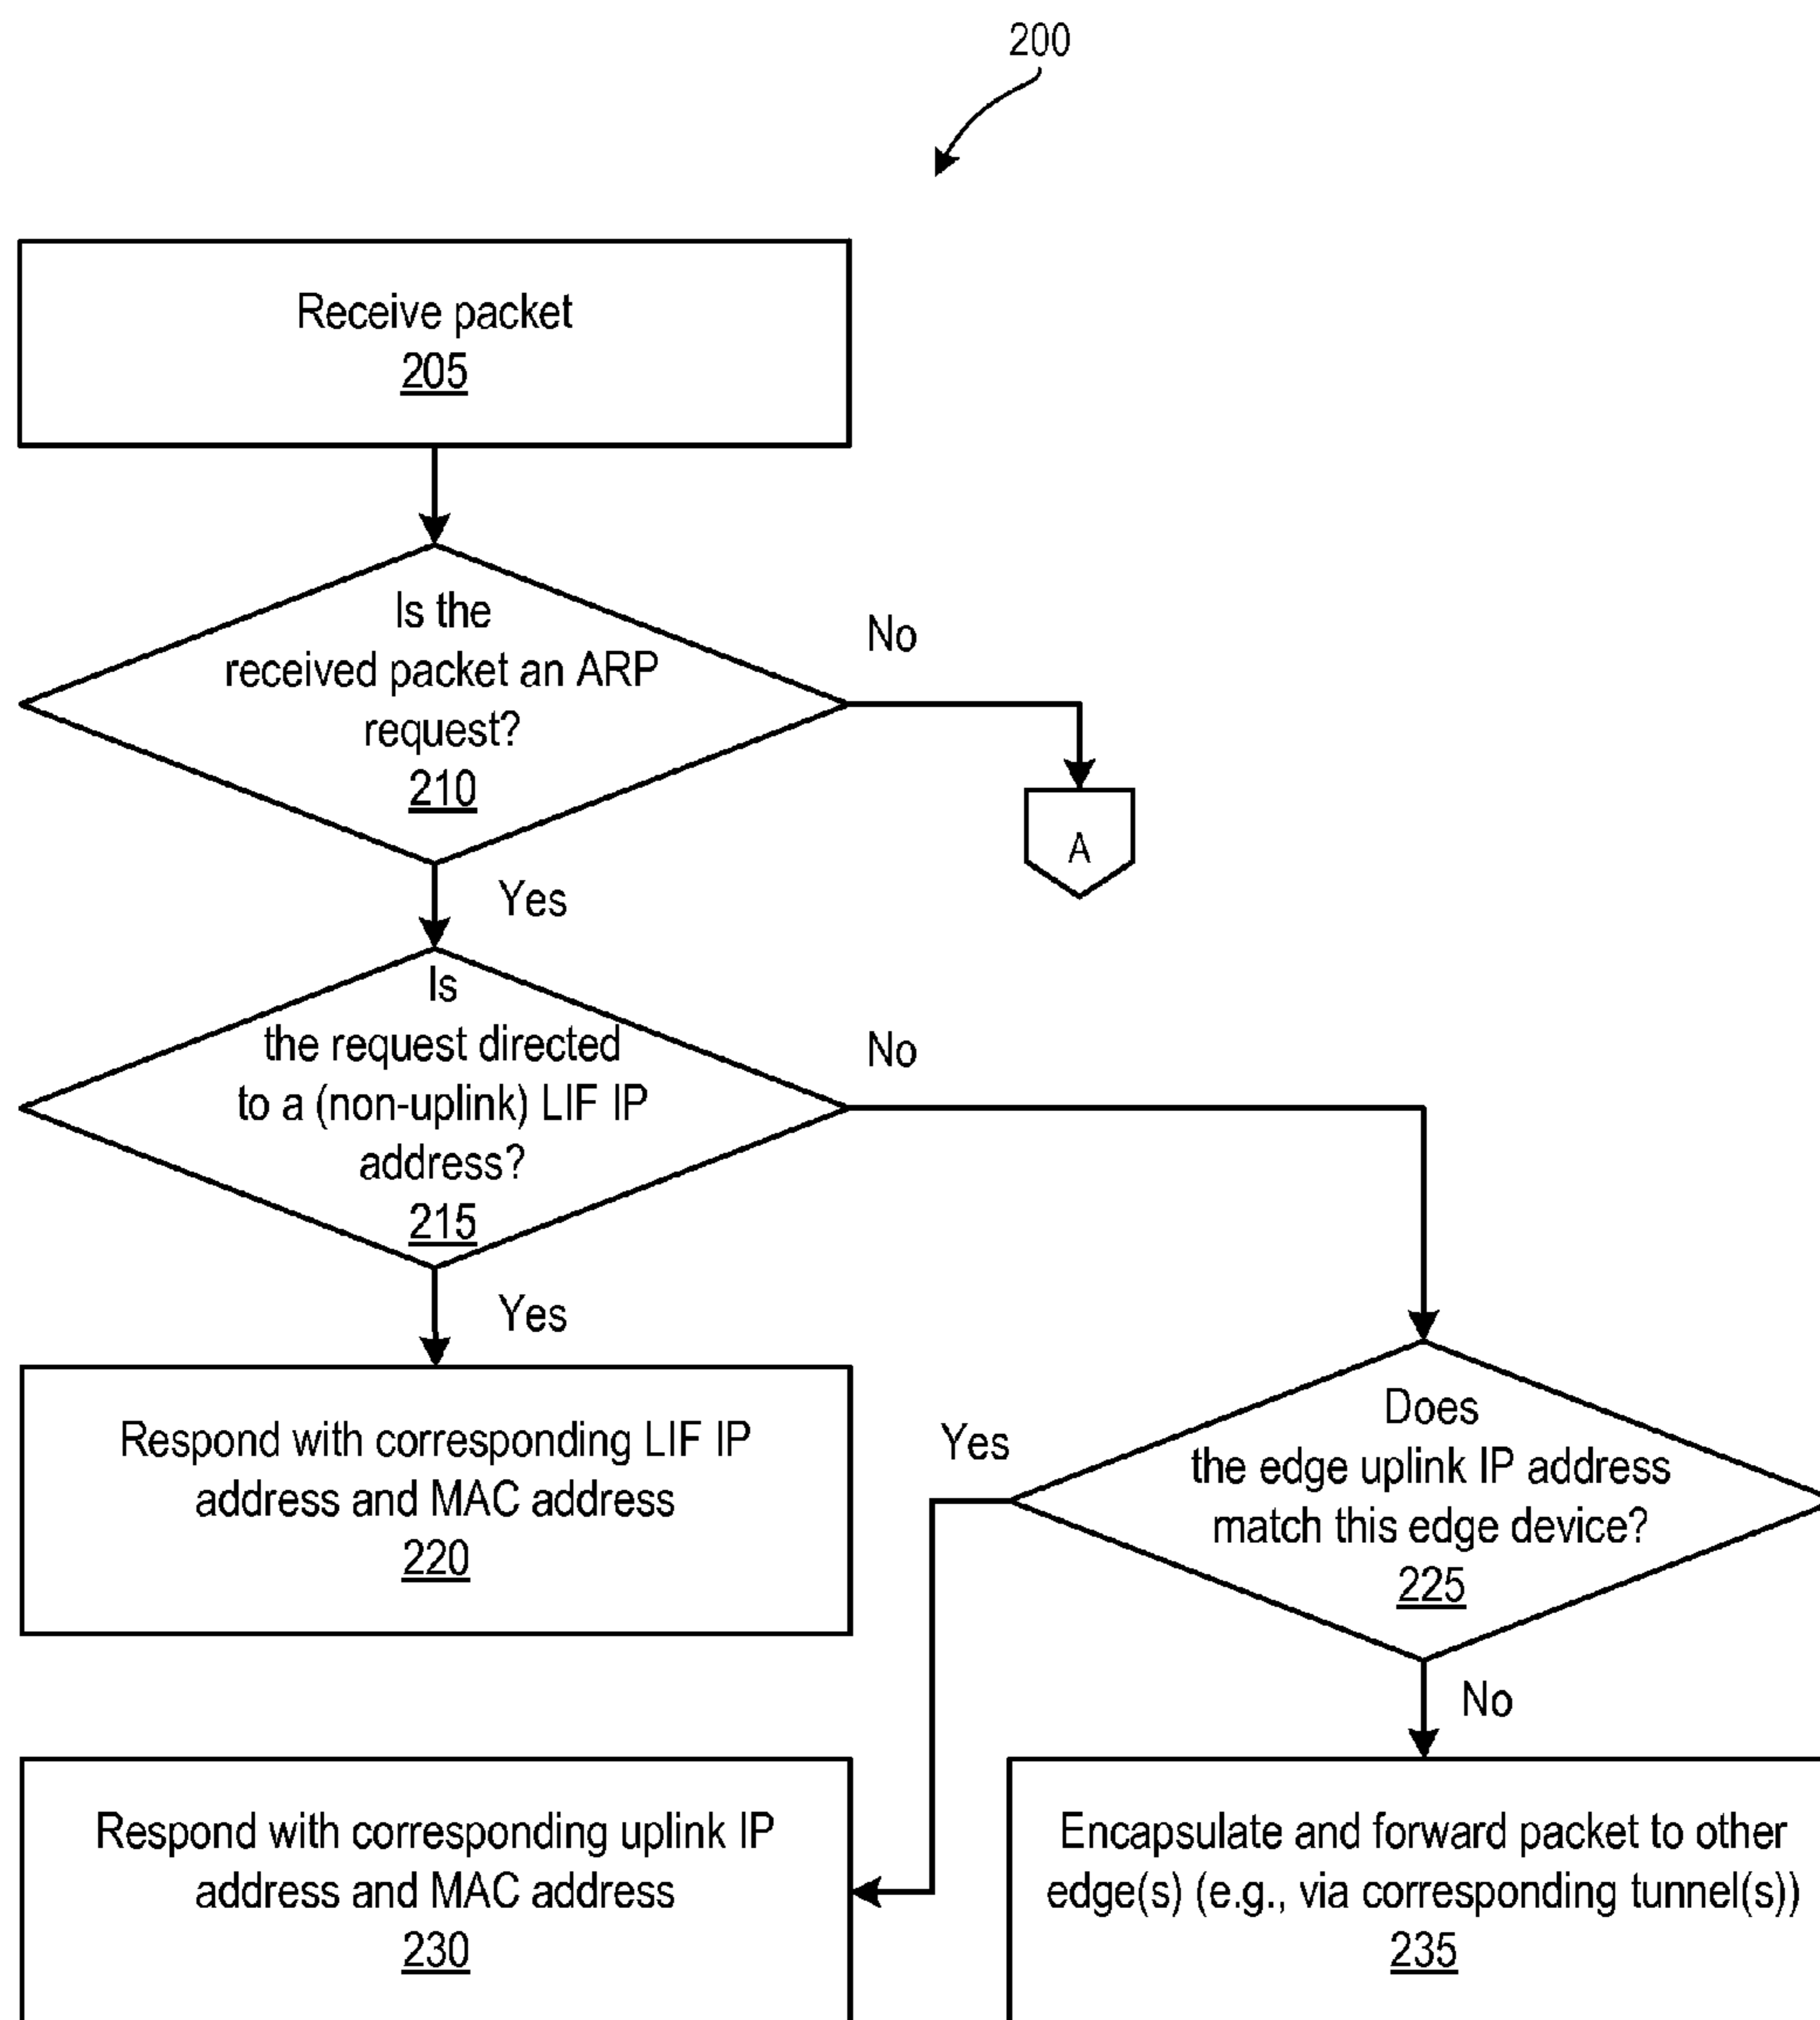 200
Receive packet
205
Is the
received packet an ARP
request?
210
No
A
Yes
Is
the request directed
to a (non-uplink) LIF IP
address?
215
No
Yes
Respond with corresponding LIF IP
address and MAC address
220
Does
the edge uplink IP address
match this edge device?
225
Yes
No
Respond with corresponding uplink IP
address and MAC address
230
Encapsulate and forward packet to other
edge(s) (e.g., via corresponding tunnel(s))
235